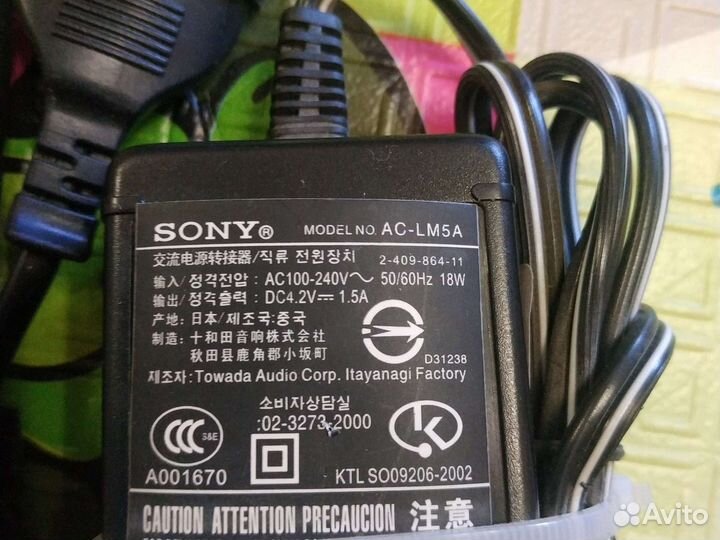 SONY® MODEL NO. AC-LM5A
交流电源转接器/직류 전원장치 2-409-864-11
输入/정격전압: AC100-240V～ 50/60Hz 18W
输出/정격출력: DC4.2V⎓ 1.5A
产地: 日本/제조국:중국
制造: 十和田音响株式会社
秋田县鹿角郡小坂町
D31238
제조자: Towada Audio Corp. Itayanagi Factory
소비자상담실
:02-3273-2000
CCC S&E
A001670
KTL SO09206-2002
CAUTION ATTENTION PRECAUCION 注意
Avito